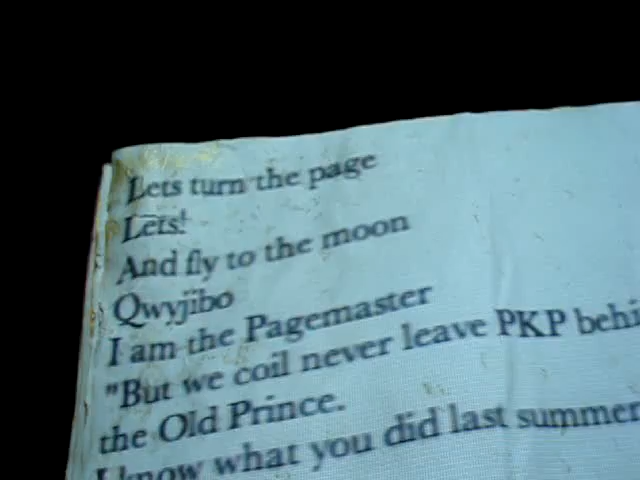 Lets turn the page
Lets!
And fly to the moon
Qwyjibo
I am the Pagemaster
"But we coil never leave PKP behi
the Old Prince.
I know what you did last summer